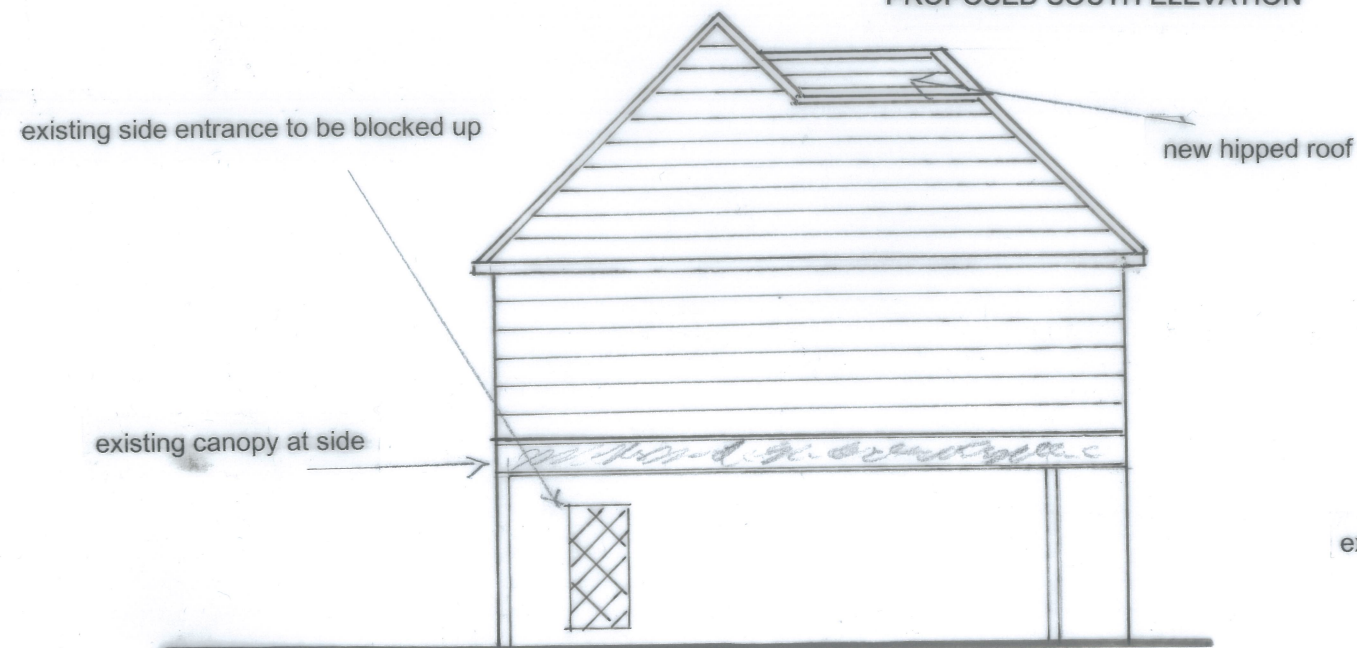 PROPOSED SOUTH ELEVATION
existing side entrance to be blocked up
new hipped roof
existing canopy at side